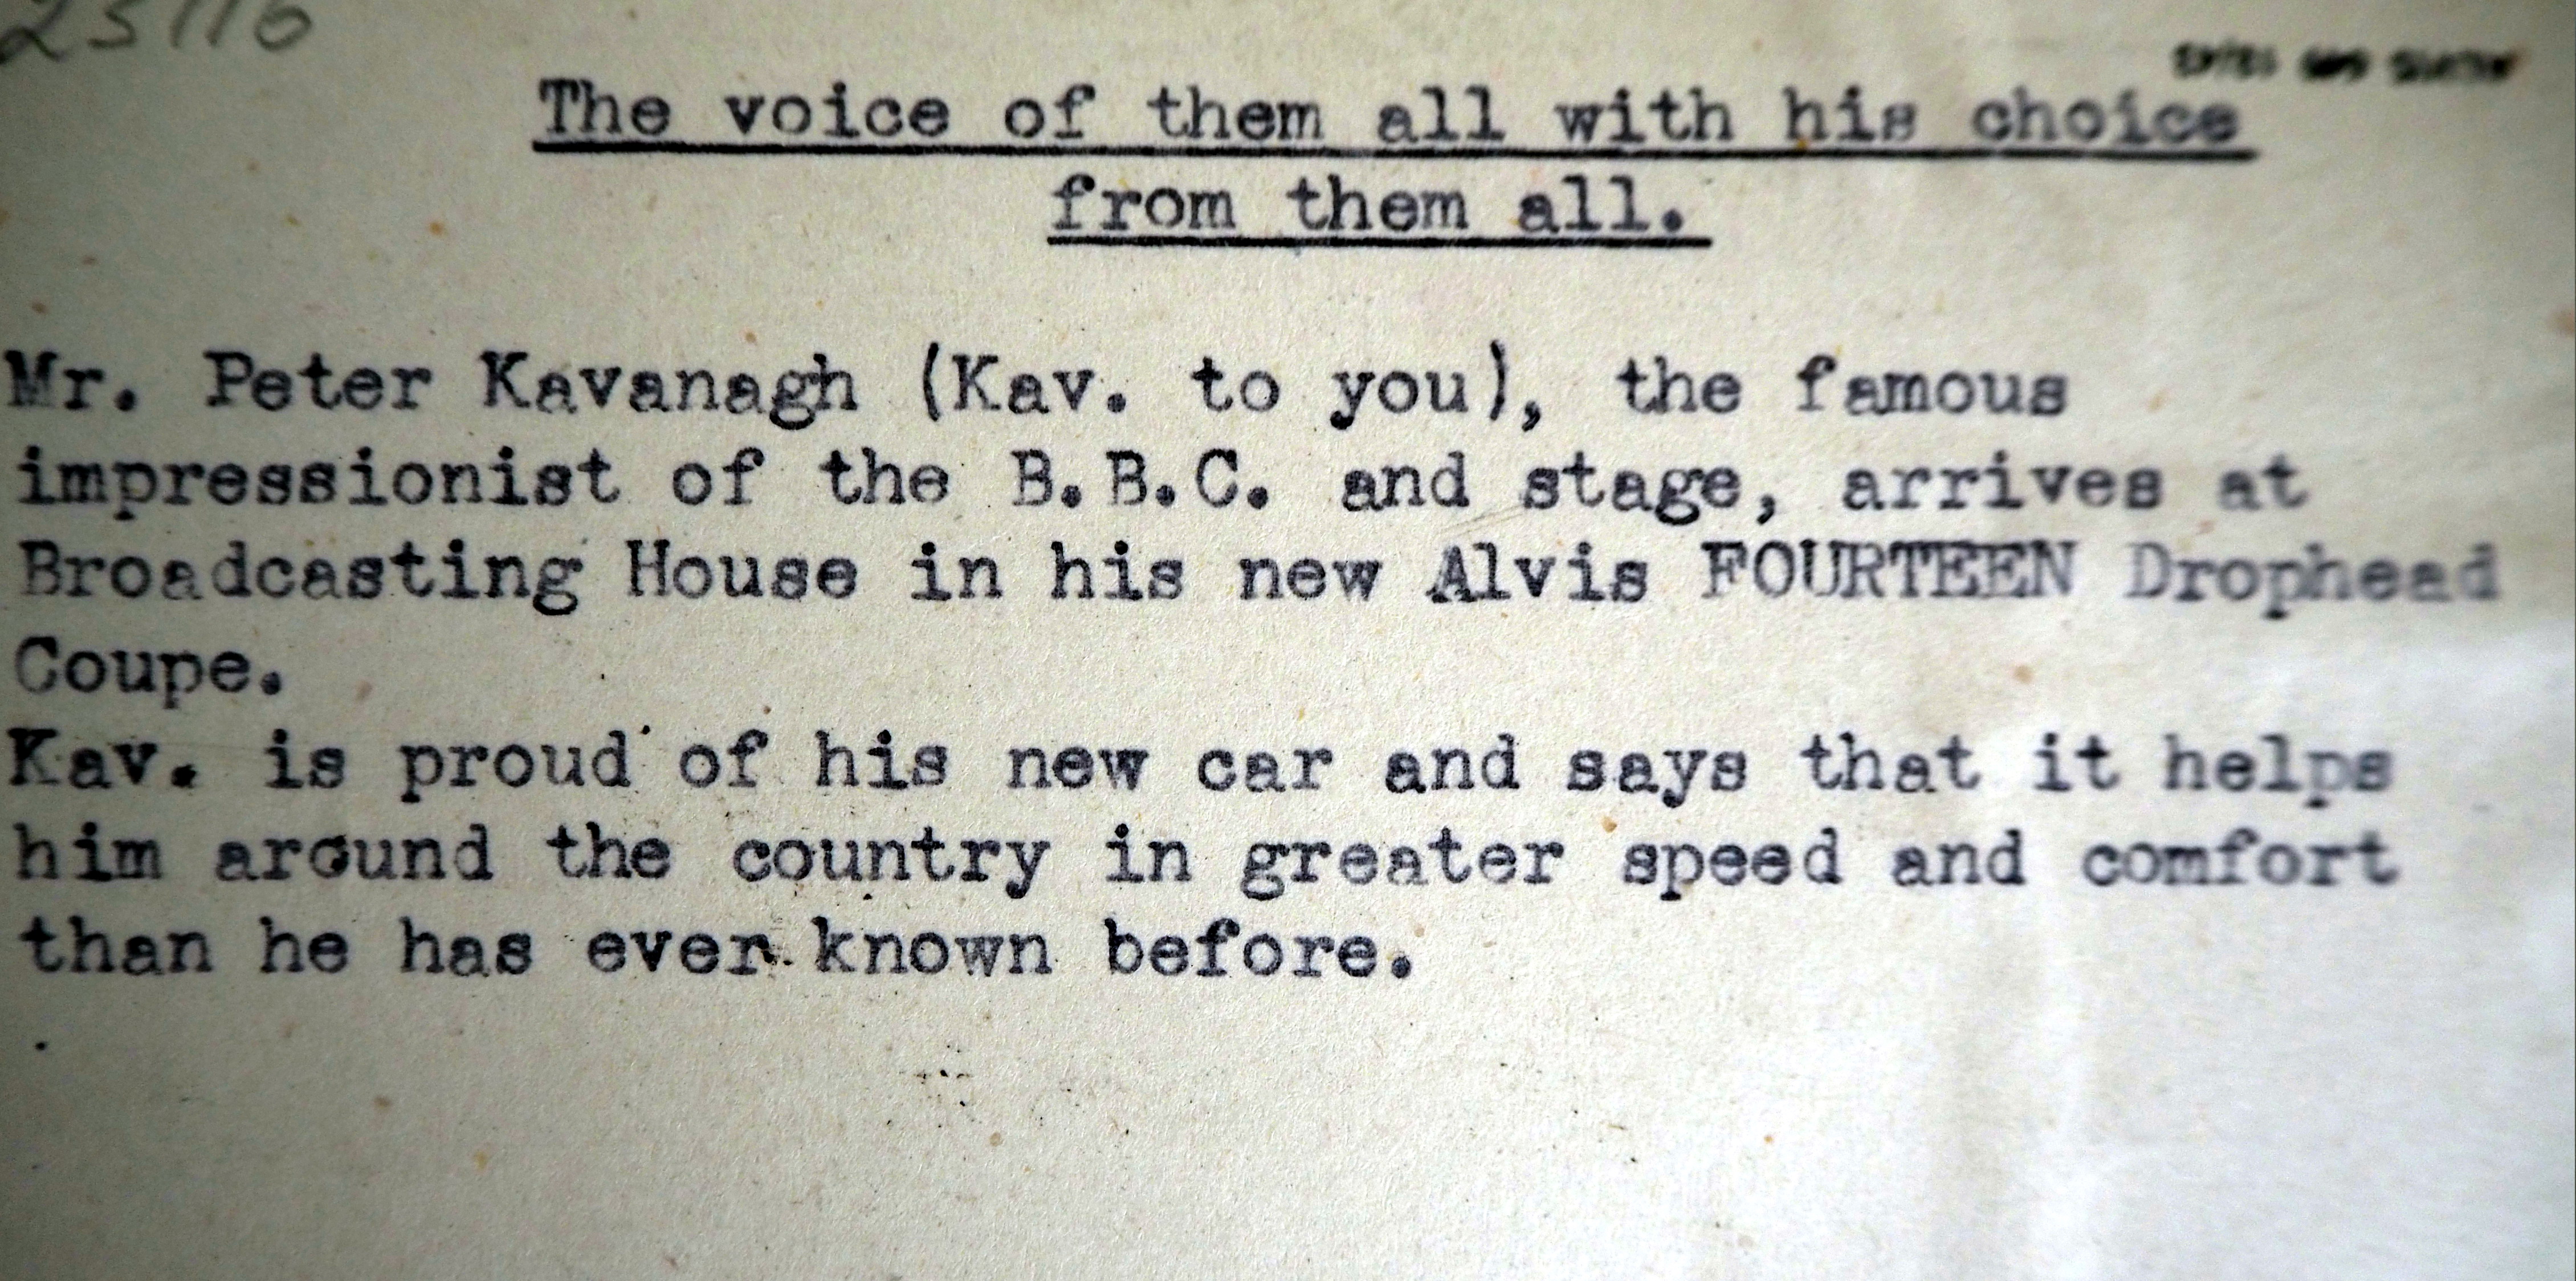 23116
The voice of them all with his choice
from them all.
Mr. Peter Kavanagh (Kav. to you), the famous
impressionist of the B.B.C. and stage, arrives at
Broadcasting House in his new Alvis FOURTEEN Drophead
Coupe.
Kav. is proud of his new car and says that it helps
him around the country in greater speed and comfort
than he has ever known before.